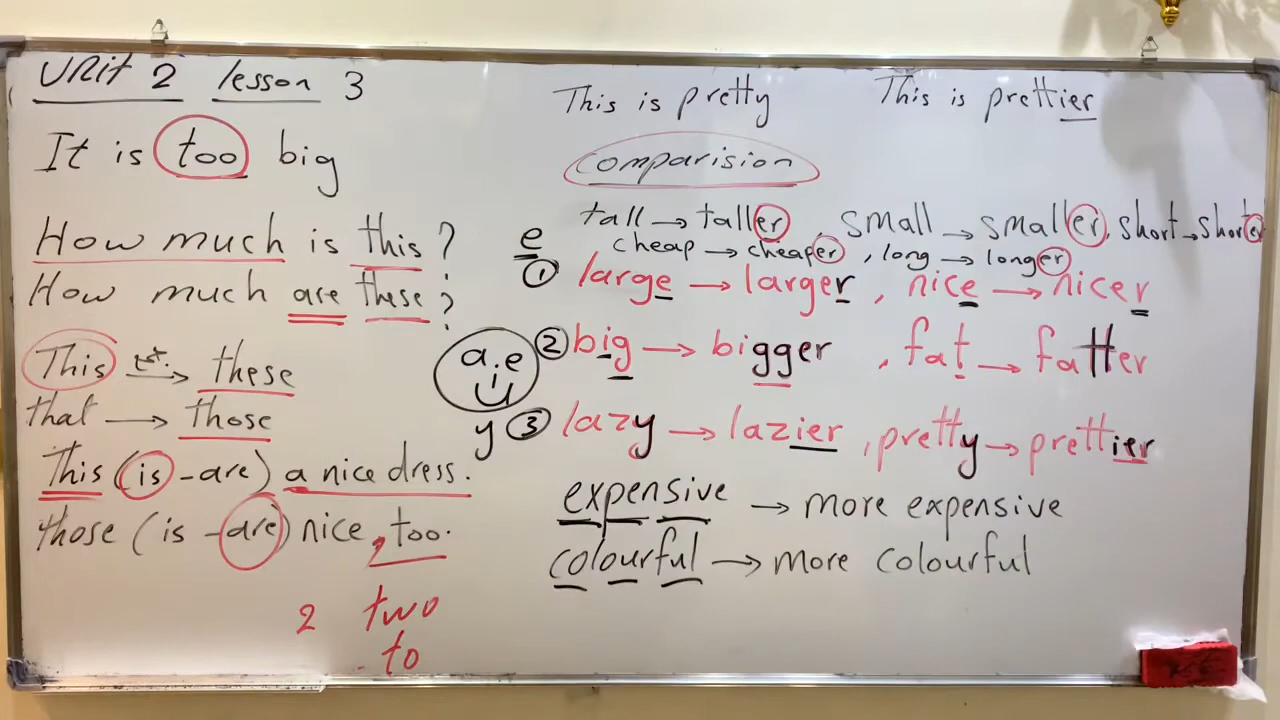 Unit 2 lesson 3
It is too big
How much is this ?
How much are these ?
This → these
that → those
This (is - are) a nice dress.
those (is - are) nice , too.
2 two
to
This is pretty This is prettier
comparision
tall → taller , small → smaller, short → shorter
cheap → cheaper , long → longer
e
① large → larger , nice → nicer
a, e
i
u
② big → bigger , fat → fatter
y ③ lazy → lazier , pretty → prettier
expensive → more expensive
colourful → more colourful